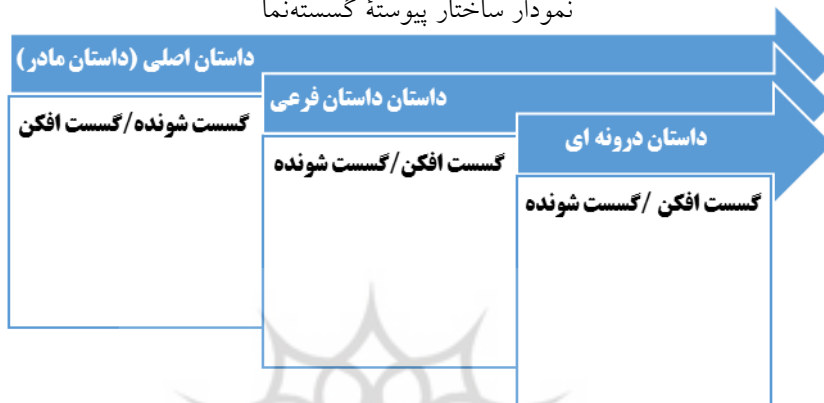 نمودار ساختار پیوستهٔ گسسته‌نما
داستان اصلی (داستان مادر)
گسست شونده/گسست افکن
داستان داستان فرعی
گسست افکن/گسست شونده
داستان درونه ای
گسست افکن /گسست شونده